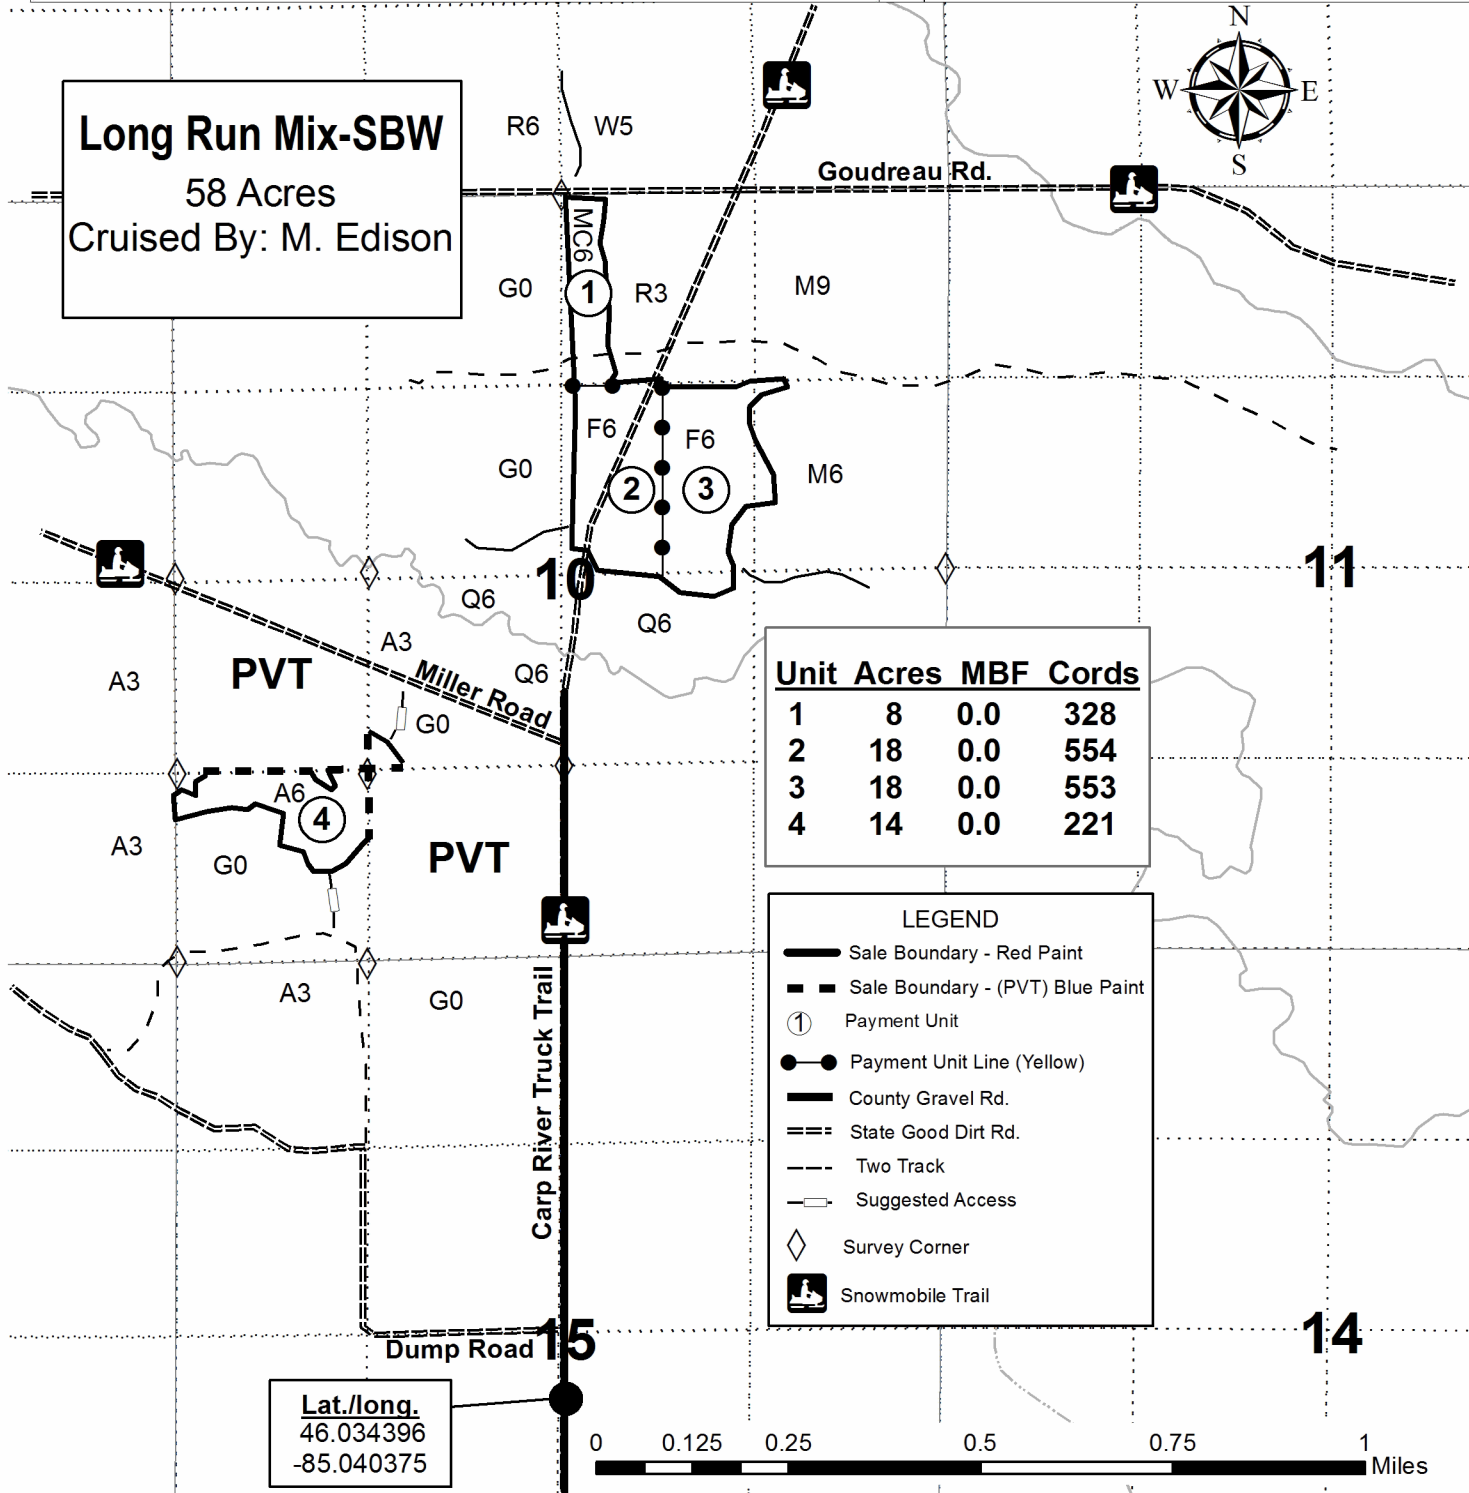 N
W E
S
Long Run Mix-SBW
58 Acres
Cruised By: M. Edison
R6 W5
Goudreau Rd.
MC6
G0
1
R3
M9
F6
F6
G0
2
3
M6
10
11
Q6
Q6
A3
A3
PVT
Miller Road
Q6
G0
Unit Acres MBF Cords
1 8 0.0 328
2 18 0.0 554
3 18 0.0 553
4 14 0.0 221
A6
4
A3
G0
PVT
A3
G0
Carp River Truck Trail
LEGEND
Sale Boundary - Red Paint
Sale Boundary - (PVT) Blue Paint
1 Payment Unit
Payment Unit Line (Yellow)
County Gravel Rd.
State Good Dirt Rd.
Two Track
Suggested Access
Survey Corner
Snowmobile Trail
Dump Road
15
14
Lat./long.
46.034396
-85.040375
0 0.125 0.25 0.5 0.75 1
Miles